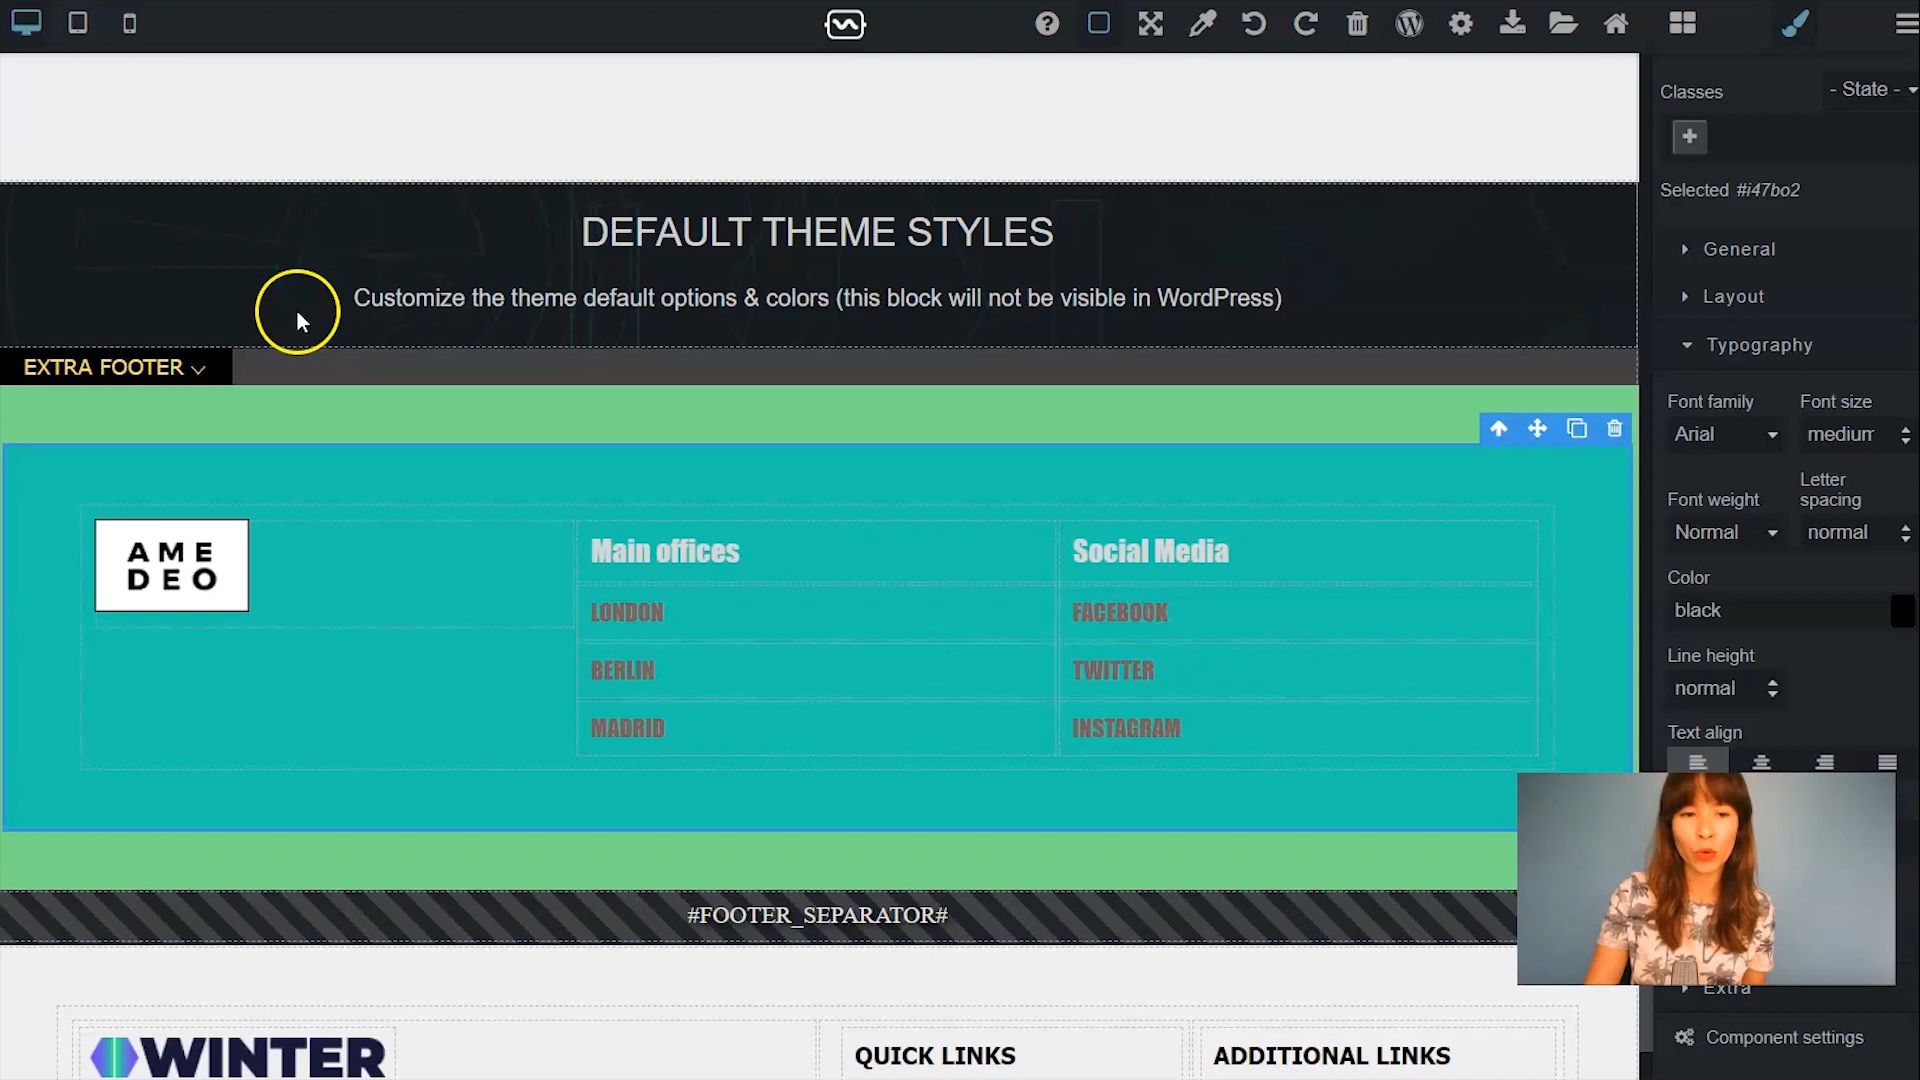 Classes
- State -
Selected #i47bo2
General
Layout
Typography
Font family
Font size
Arial
medium
Font weight
Letter spacing
Normal
normal
Color
black
Line height
normal
Text align
Extra
Component settings
DEFAULT THEME STYLES
Customize the theme default options & colors (this block will not be visible in WordPress)
EXTRA FOOTER
AME
DEO
Main offices
LONDON
BERLIN
MADRID
Social Media
FACEBOOK
TWITTER
INSTAGRAM
#FOOTER_SEPARATOR#
WINTER
QUICK LINKS
ADDITIONAL LINKS